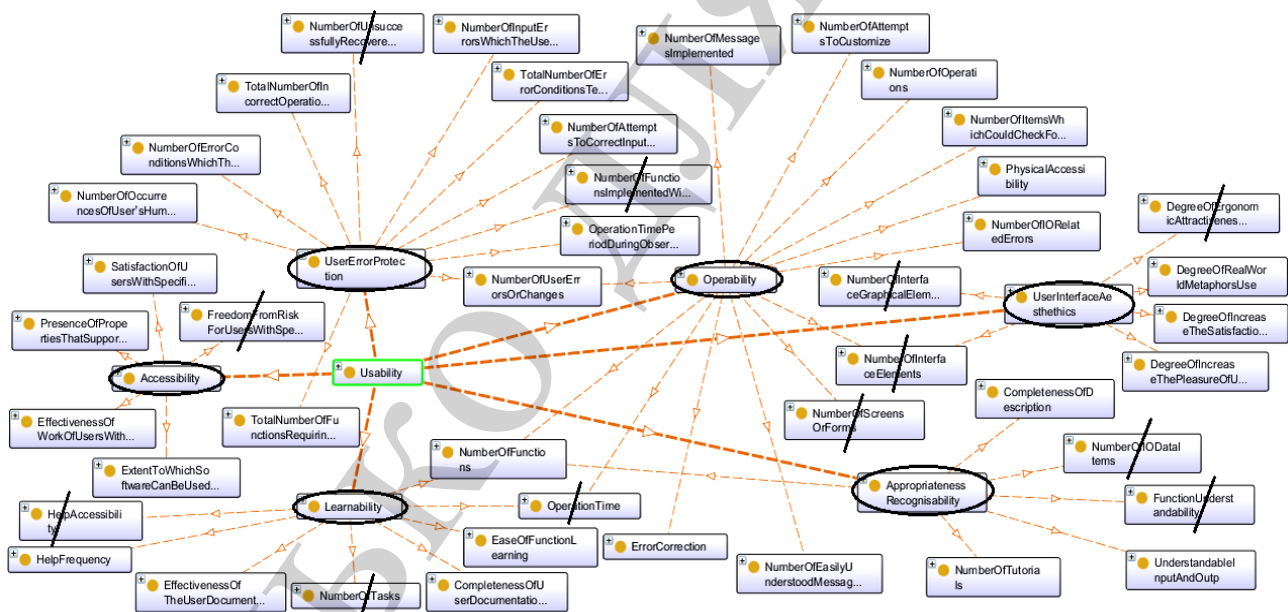 NumberOfUnsucce
ssfullyRecovere...
NumberOfInputEr
rorsWhichTheUse...
NumberOfMessage
sImplemented
NumberOfAttempt
sToCustomize
TotalNumberOfIn
correctOperatio...
TotalNumberOfEr
rorConditionsTe...
NumberOfOperati
ons
NumberOfErrorCo
nditionsWhichTh...
NumberOfAttempt
sToCorrectInput...
NumberOfItemsWh
ichCouldCheckFo...
NumberOfOccurre
ncesOfUser'sHum...
NumberOfFunctio
nsImplementedWi...
PhysicalAccessi
bility
DegreeOfErgonom
icAttractivenes...
OperationTimePe
riodDuringObser...
NumberOfIORelat
edErrors
SatisfactionOfU
sersWithSpecifi...
UserErrorProtec
tion
NumberOfUserErr
orsOrChanges
Operability
NumberOfInterfa
ceGraphicalElem...
UserInterfaceAe
sthethics
DegreeOfRealWor
ldMetaphorsUse
FreedomFromRisk
ForUsersWithSpe...
PresenceOfPrope
rtiesThatSuppor...
DegreeOfIncreas
eTheSatisfactio...
Accessibility
Usability
NumberOfInterfa
ceElements
DegreeOfIncreas
eThePleasureOfU...
EffectivenessOf
WorkOfUsersWith...
TotalNumberOfFu
nctionsRequirin...
NumberOfScreens
OrForms
CompletenessOfD
escription
ExtentToWhichSo
ftwareCanBeUsed...
NumberOfFunctio
ns
NumberOfIODataI
tems
HelpAccessibili
ty
Learnability
OperationTime
Appropriateness
Recognisability
FunctionUnderst
andability
HelpFrequency
EaseOfFunctionL
earning
ErrorCorrection
UnderstandableI
nputAndOutp
EffectivenessOf
TheUserDocument...
NumberOfTasks
CompletenessOfU
serDocumentatio...
NumberOfEasilyU
nderstoodMessag...
NumberOfTutoria
ls